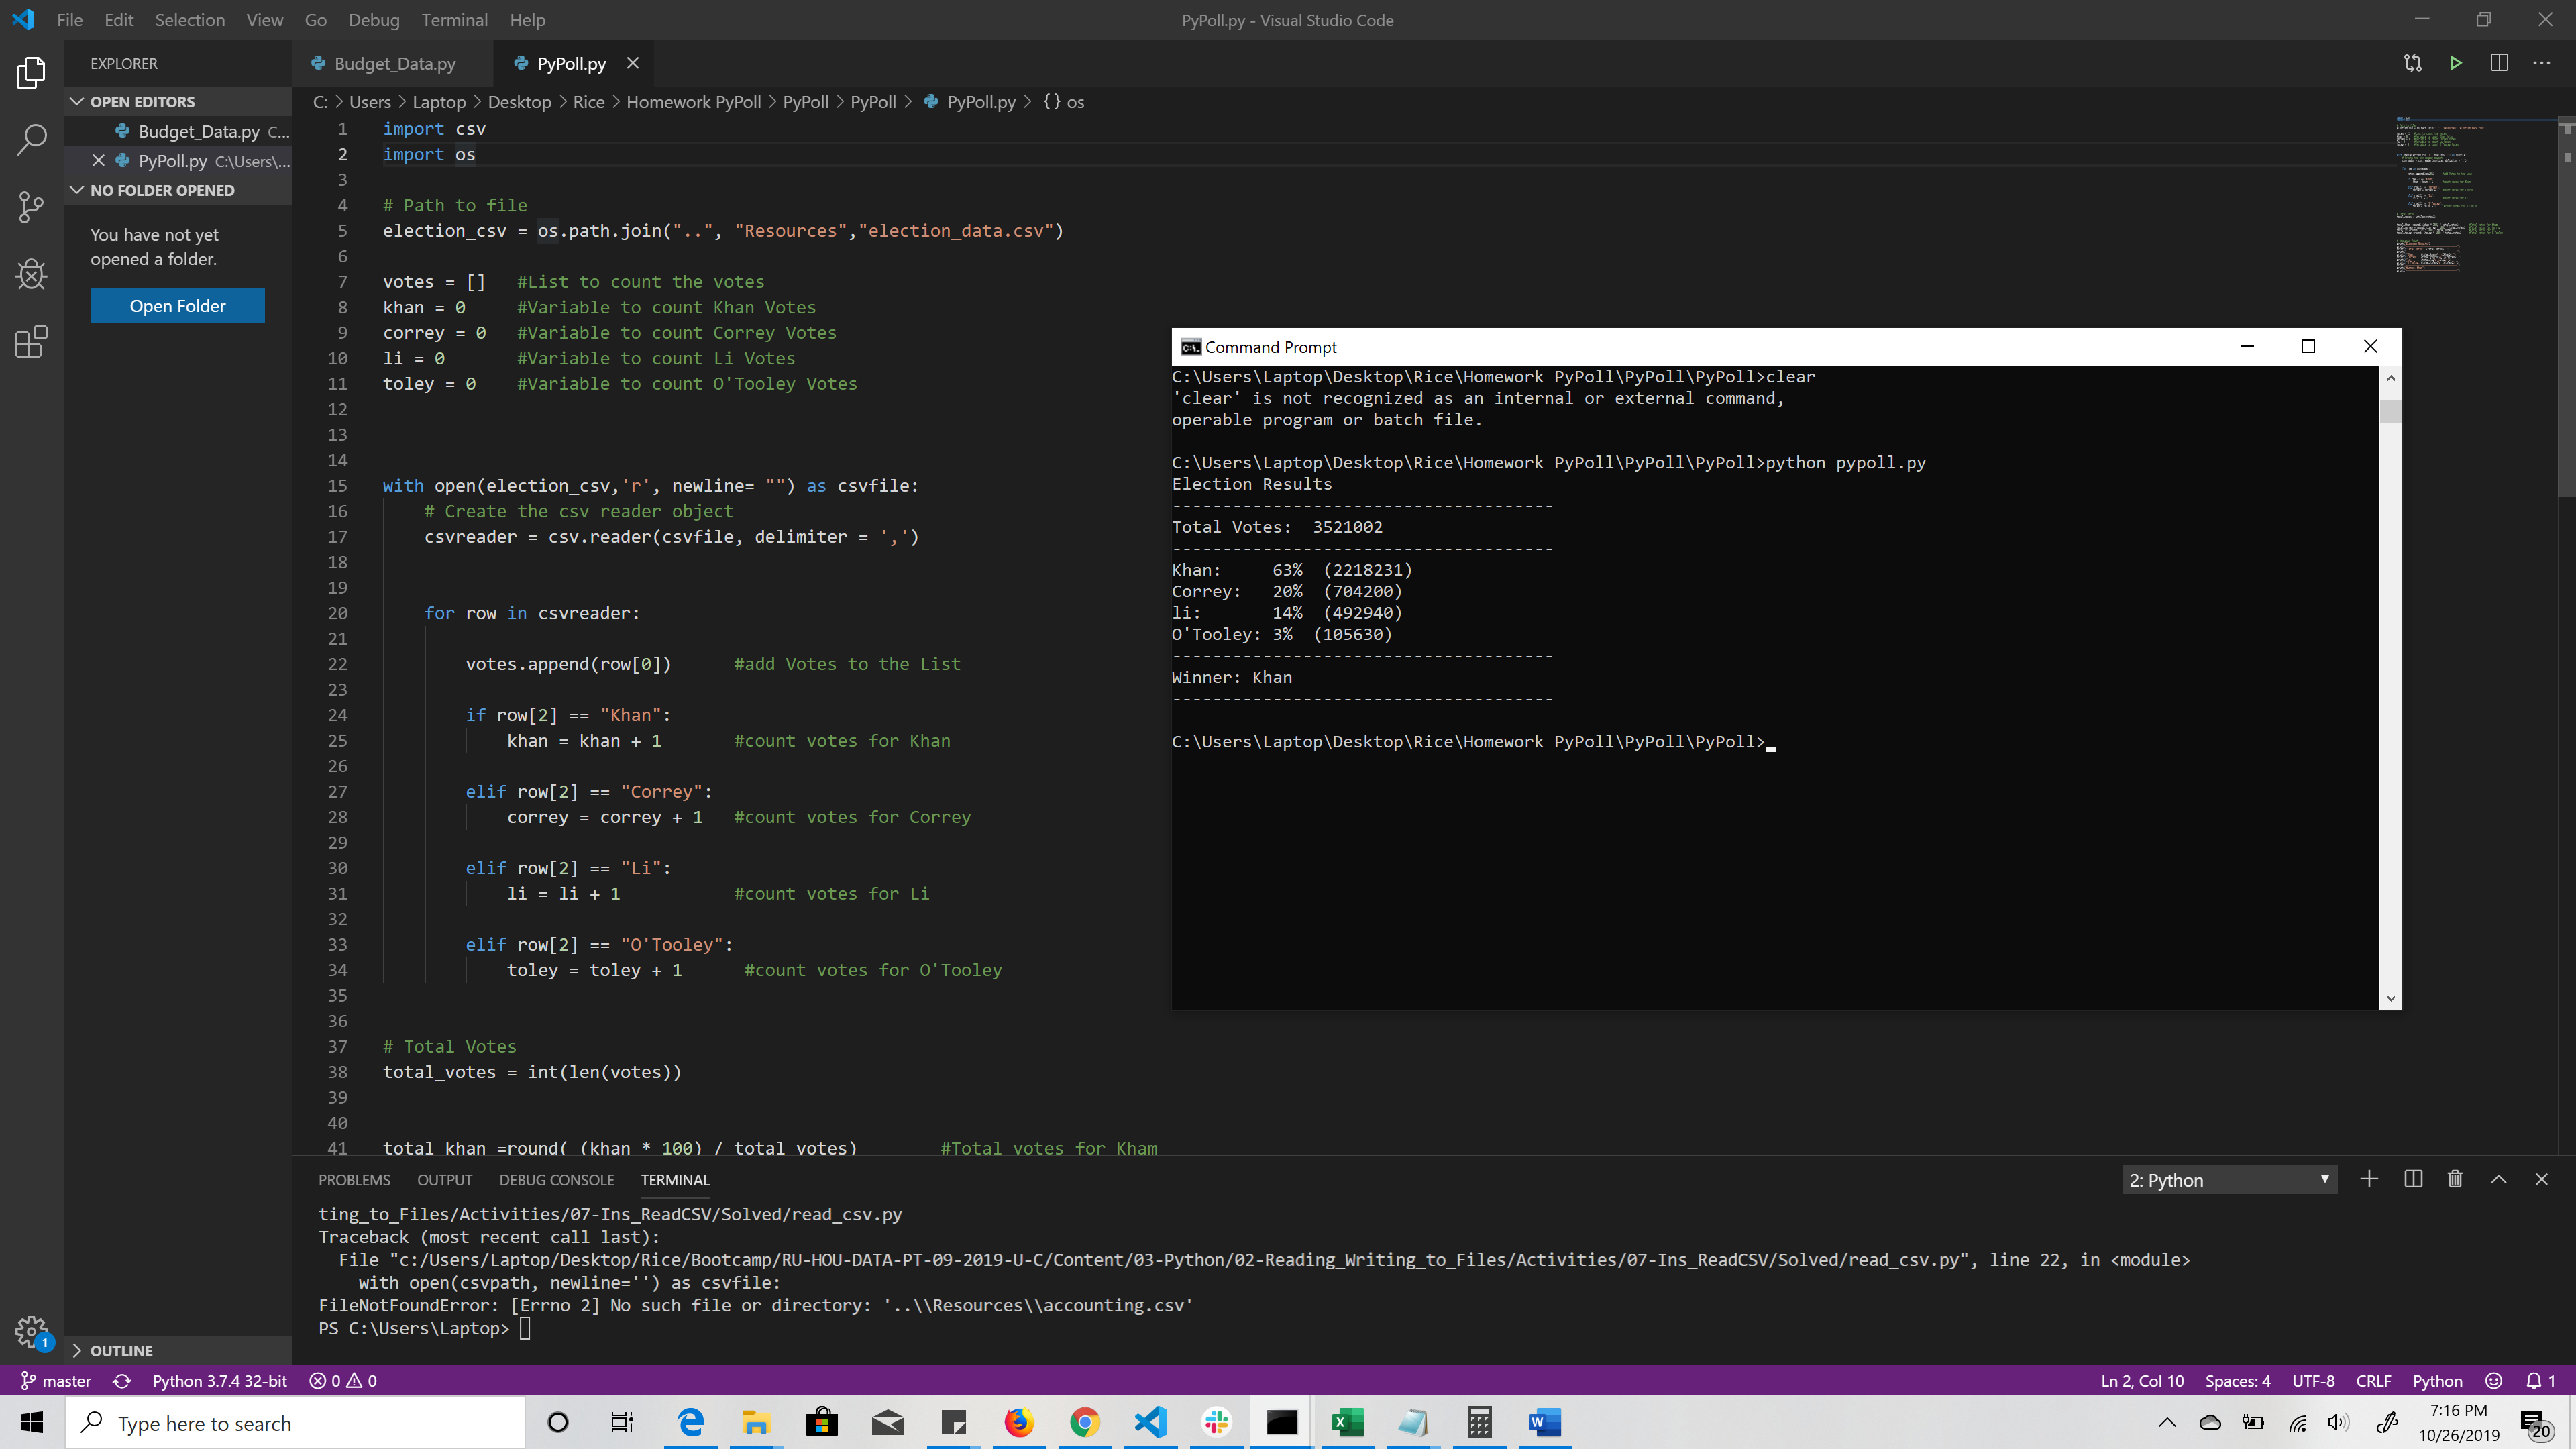 File Edit Selection View Go Debug Terminal Help
PyPoll.py - Visual Studio Code
EXPLORER
OPEN EDITORS
Budget_Data.py C...
PyPoll.py C:\Users\...
NO FOLDER OPENED
You have not yet
opened a folder.
Open Folder
OUTLINE
Budget_Data.py
PyPoll.py
C: > Users > Laptop > Desktop > Rice > Homework PyPoll > PyPoll > PyPoll > PyPoll.py > {} os
1 import csv
2 import os
3
4 # Path to file
5 election_csv = os.path.join("..", "Resources","election_data.csv")
6
7 votes = [] #List to count the votes
8 khan = 0 #Variable to count Khan Votes
9 correy = 0 #Variable to count Correy Votes
10 li = 0 #Variable to count Li Votes
11 toley = 0 #Variable to count O'Tooley Votes
12
13
14
15 with open(election_csv,'r', newline= "") as csvfile:
16 # Create the csv reader object
17 csvreader = csv.reader(csvfile, delimiter = ',')
18
19
20 for row in csvreader:
21
22 votes.append(row[0]) #add Votes to the List
23
24 if row[2] == "Khan":
25 khan = khan + 1 #count votes for Khan
26
27 elif row[2] == "Correy":
28 correy = correy + 1 #count votes for Correy
29
30 elif row[2] == "Li":
31 li = li + 1 #count votes for Li
32
33 elif row[2] == "O'Tooley":
34 toley = toley + 1 #count votes for O'Tooley
35
36
37 # Total Votes
38 total_votes = int(len(votes))
39
40
41 total_khan =round( (khan * 100) / total_votes) #Total votes for Kham
Command Prompt
C:\Users\Laptop\Desktop\Rice\Homework PyPoll\PyPoll\PyPoll>clear
'clear' is not recognized as an internal or external command,
operable program or batch file.
C:\Users\Laptop\Desktop\Rice\Homework PyPoll\PyPoll\PyPoll>python pypoll.py
Election Results
--------------------------------------
Total Votes: 3521002
--------------------------------------
Khan: 63% (2218231)
Correy: 20% (704200)
li: 14% (492940)
O'Tooley: 3% (105630)
--------------------------------------
Winner: Khan
--------------------------------------
C:\Users\Laptop\Desktop\Rice\Homework PyPoll\PyPoll\PyPoll>
PROBLEMS OUTPUT DEBUG CONSOLE TERMINAL
2: Python
ting_to_Files/Activities/07-Ins_ReadCSV/Solved/read_csv.py
Traceback (most recent call last):
File "c:/Users/Laptop/Desktop/Rice/Bootcamp/RU-HOU-DATA-PT-09-2019-U-C/Content/03-Python/02-Reading_Writing_to_Files/Activities/07-Ins_ReadCSV/Solved/read_csv.py", line 22, in <module>
with open(csvpath, newline='') as csvfile:
FileNotFoundError: [Errno 2] No such file or directory: '..\\Resources\\accounting.csv'
PS C:\Users\Laptop>
1
master Python 3.7.4 32-bit 0 0
Ln 2, Col 10 Spaces: 4 UTF-8 CRLF Python 1
Type here to search
7:16 PM
10/26/2019
20